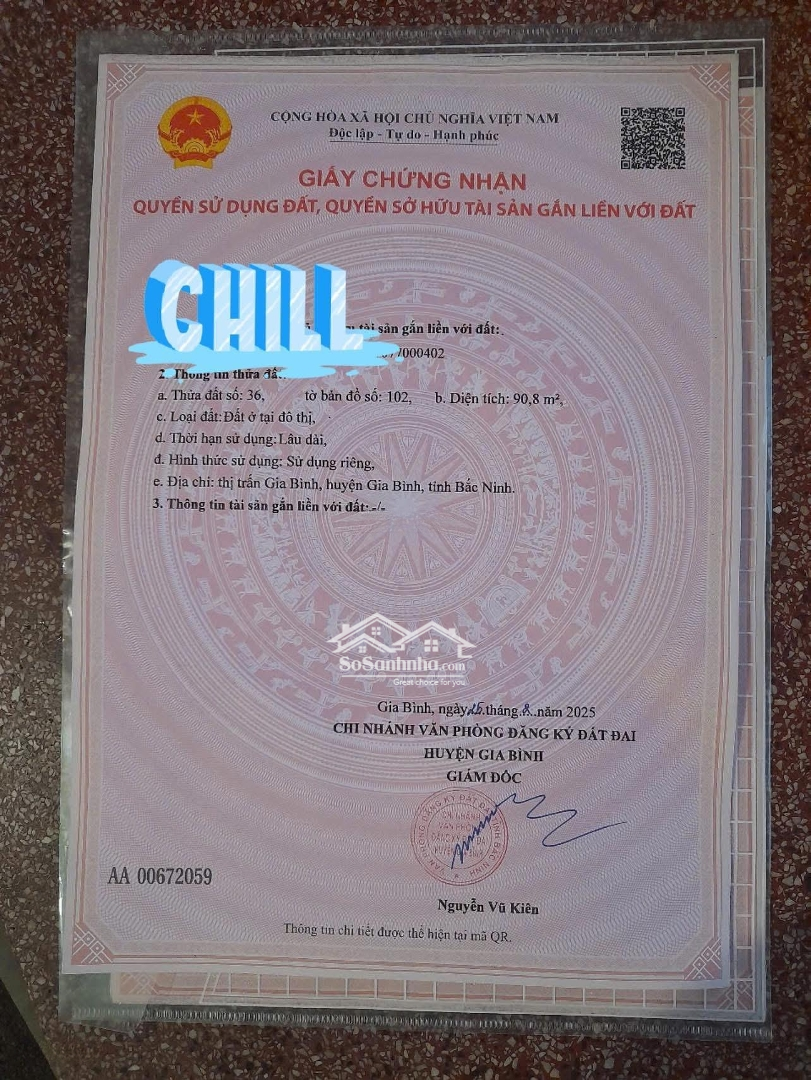 CỘNG HÒA XÃ HỘI CHỦ NGHĨA VIỆT NAM
Độc lập - Tự do - Hạnh phúc
GIẤY CHỨNG NHẬN
QUYỀN SỬ DỤNG ĐẤT, QUYỀN SỞ HỮU TÀI SẢN GẮN LIỀN VỚI ĐẤT
CHILL
tài sản gắn liền với đất:
7000402
2. Thông tin thửa đất:
a. Thửa đất số: 36, tờ bản đồ số: 102, b. Diện tích: 90,8 m²,
c. Loại đất: Đất ở tại đô thị,
d. Thời hạn sử dụng: Lâu dài,
đ. Hình thức sử dụng: Sử dụng riêng,
e. Địa chỉ: thị trấn Gia Bình, huyện Gia Bình, tỉnh Bắc Ninh.
3. Thông tin tài sản gắn liền với đất: -/-
SoSanhnha.com
Great choice for you
Gia Bình, ngày 15 tháng 8 năm 2025
CHI NHÁNH VĂN PHÒNG ĐĂNG KÝ ĐẤT ĐAI
HUYỆN GIA BÌNH
GIÁM ĐỐC
AA 00672059
Nguyễn Vũ Kiên
Thông tin chi tiết được thể hiện tại mã QR.